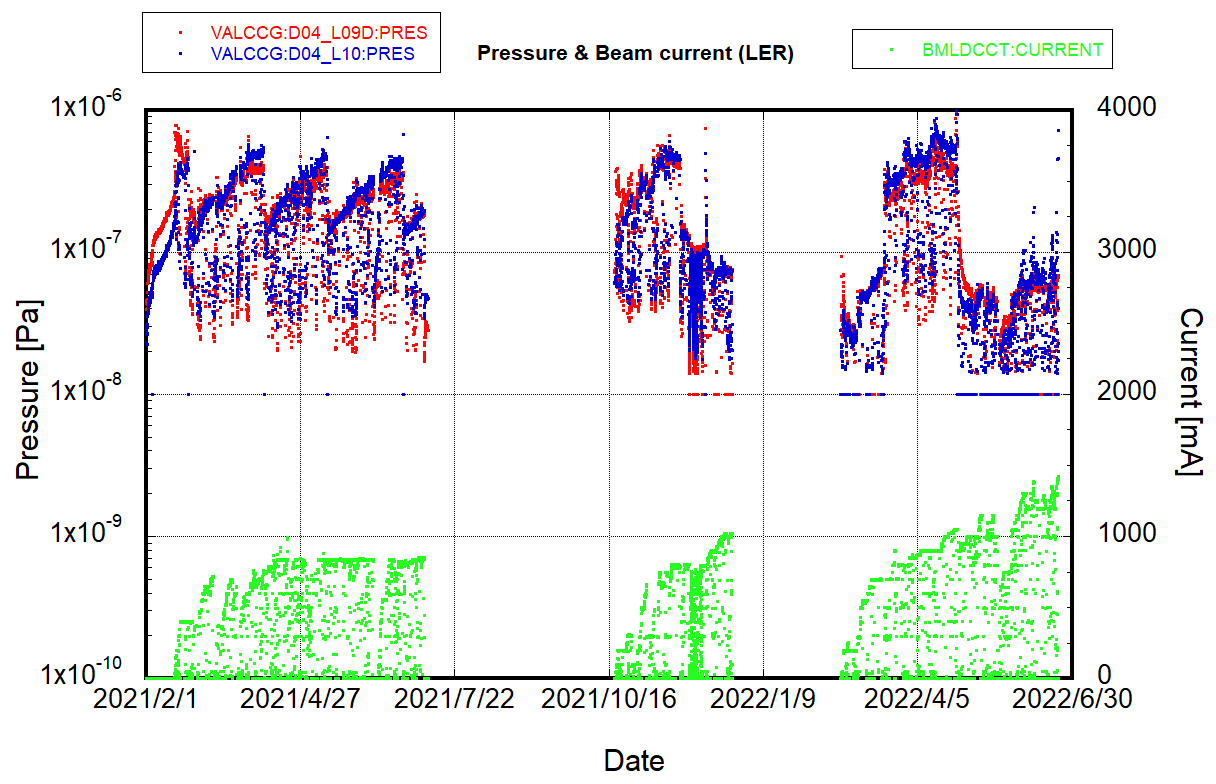 VALCCG:D04_L09D:PRES
VALCCG:D04_L10:PRES
Pressure & Beam current (LER)
BMLDCCT:CURRENT
1x10-6
1x10-7
1x10-8
1x10-9
1x10-10
Pressure [Pa]
4000
3000
2000
1000
0
Current [mA]
2021/2/1 2021/4/27 2021/7/22 2021/10/16 2022/1/9 2022/4/5 2022/6/30
Date